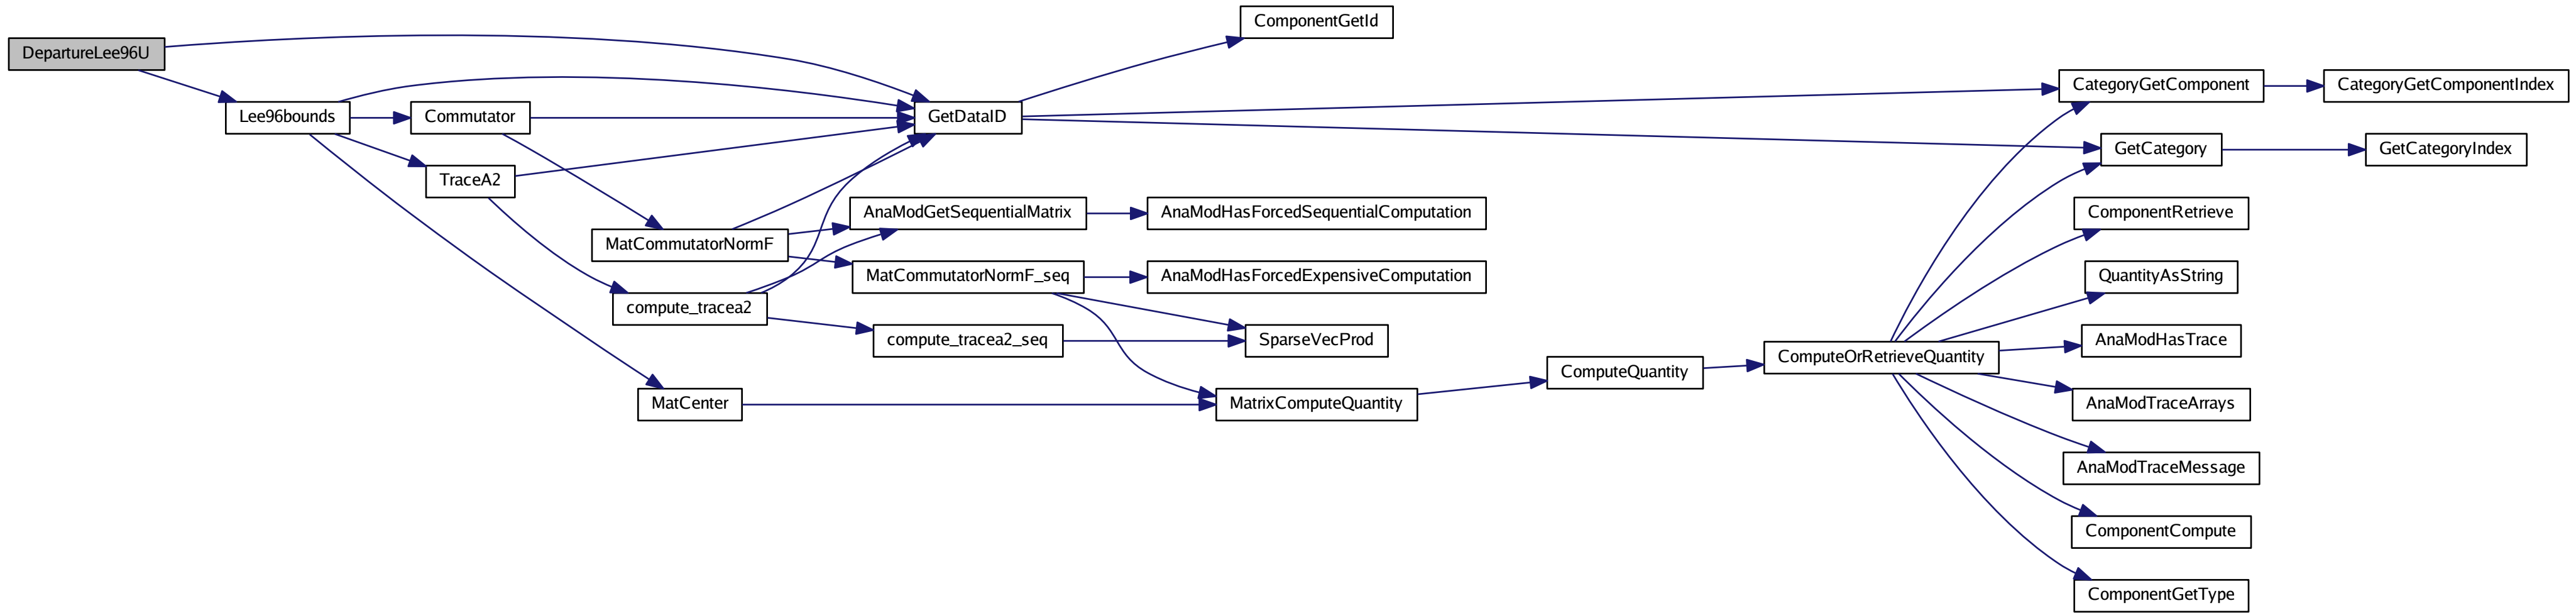 DepartureLee96U
Lee96bounds
Commutator
TraceA2
MatCommutatorNormF
compute_tracea2
MatCenter
GetDataID
AnaModGetSequentialMatrix
MatCommutatorNormF_seq
compute_tracea2_seq
ComponentGetId
AnaModHasForcedSequentialComputation
AnaModHasForcedExpensiveComputation
SparseVecProd
MatrixComputeQuantity
ComputeQuantity
ComputeOrRetrieveQuantity
CategoryGetComponent
GetCategory
ComponentRetrieve
QuantityAsString
AnaModHasTrace
AnaModTraceArrays
AnaModTraceMessage
ComponentCompute
ComponentGetType
CategoryGetComponentIndex
GetCategoryIndex